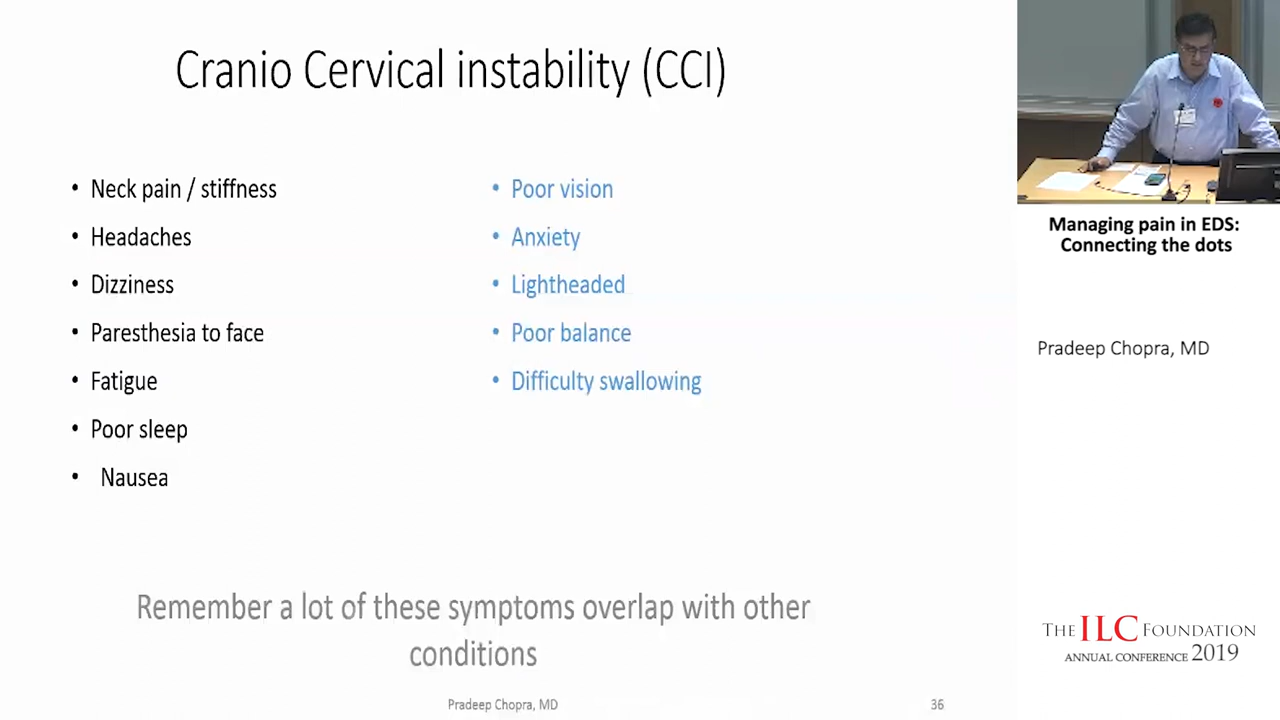 Cranio Cervical instability (CCI)
• Neck pain / stiffness
• Headaches
• Dizziness
• Paresthesia to face
• Fatigue
• Poor sleep
• Nausea
• Poor vision
• Anxiety
• Lightheaded
• Poor balance
• Difficulty swallowing
Remember a lot of these symptoms overlap with other
conditions
Pradeep Chopra, MD
36
Managing pain in EDS:
Connecting the dots
Pradeep Chopra, MD
THE ILC FOUNDATION
ANNUAL CONFERENCE 2019